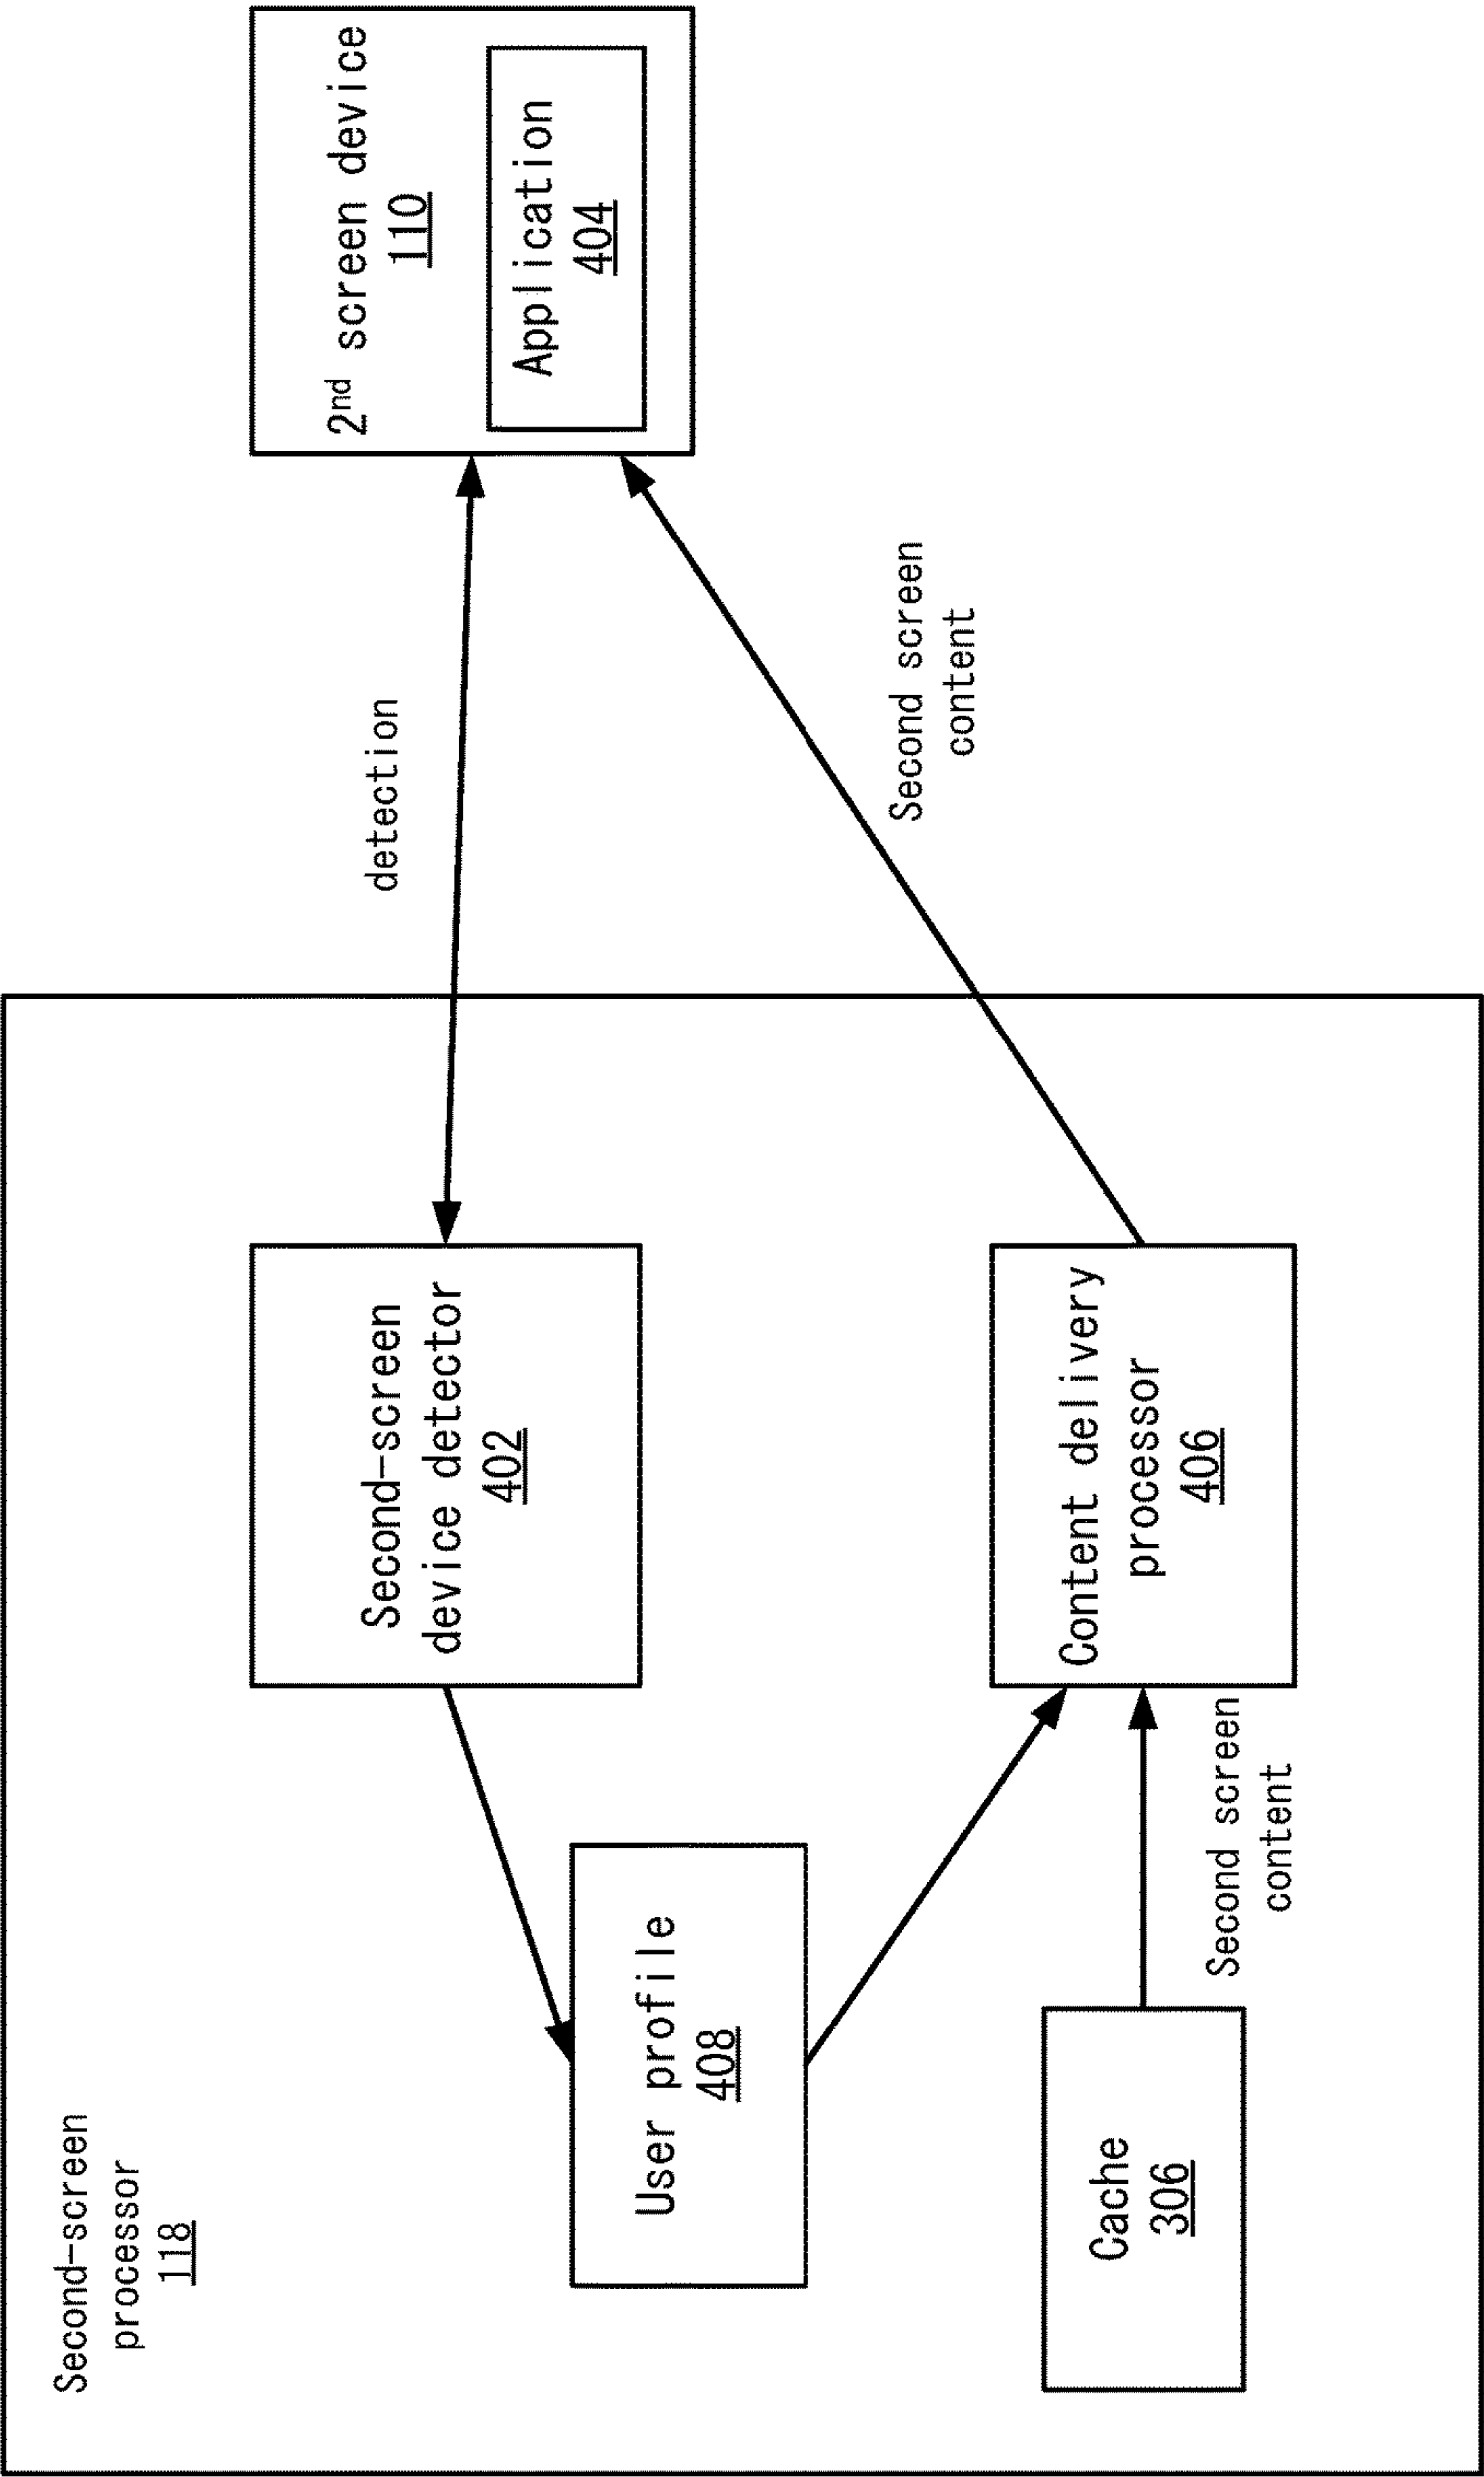 Second-screen
processor
118
Second-screen
device detector
402
detection
2nd screen device
110
Application
404
User profile
408
Content delivery
processor
406
Second screen
content
Cache
306
Second screen
content